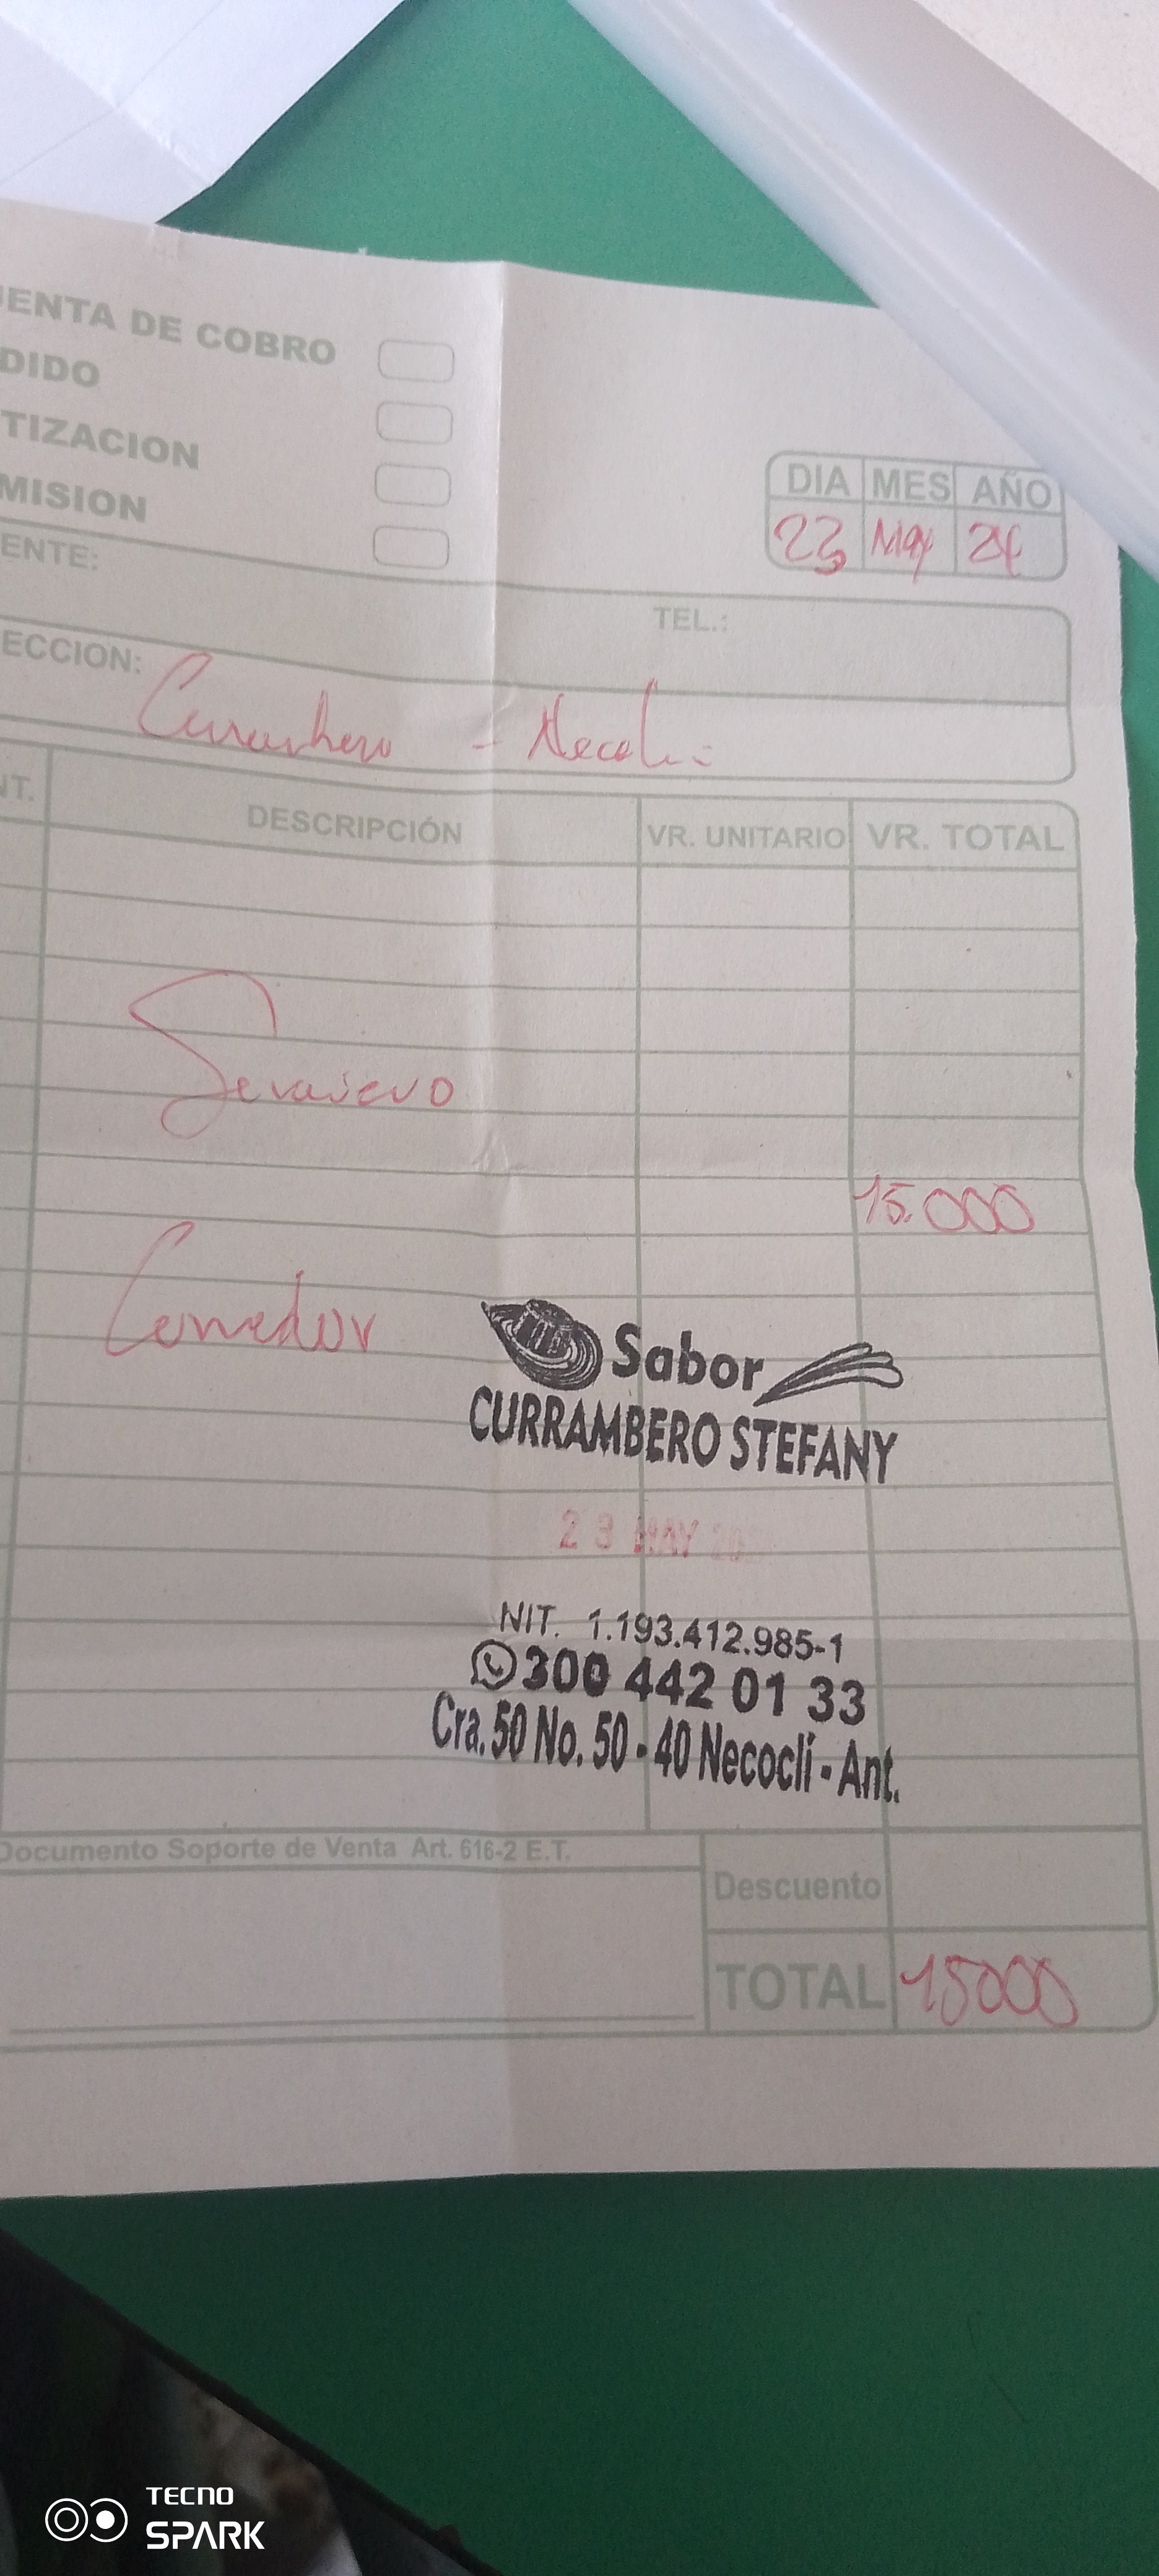 UENTA DE COBRO
DIDO
TIZACION
MISION
DIA MES AÑO
23 May 24
ENTE:
TEL.:
ECCION: Currambero - Necocli
NT. DESCRIPCIÓN VR. UNITARIO VR. TOTAL
15.000
Comedor
Sabor
CURRAMBERO STEFANY
23 MAY 20
NIT. 1.193.412.985-1
300 442 01 33
Cra. 50 No. 50 - 40 Necoclí - Ant.
Documento Soporte de Venta Art. 616-2 E.T.
Descuento
TOTAL 15000
TECNO
SPARK